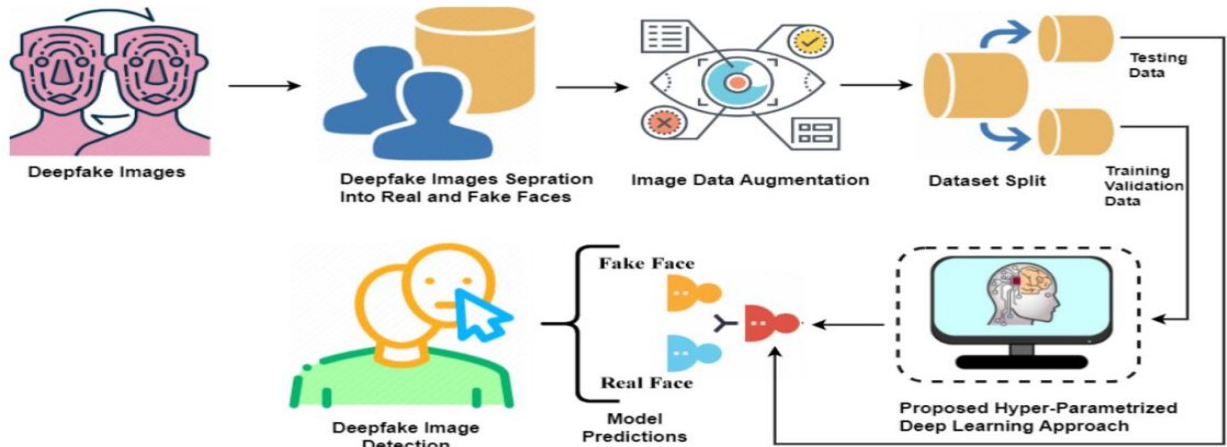 Deepfake Images
Deepfake Images Sepration
Into Real and Fake Faces
Image Data Augmentation
Dataset Split
Testing
Data
Training
Validation
Data
Fake Face
Real Face
Deepfake Image
Detection
Model
Predictions
Proposed Hyper-Parametrized
Deep Learning Approach